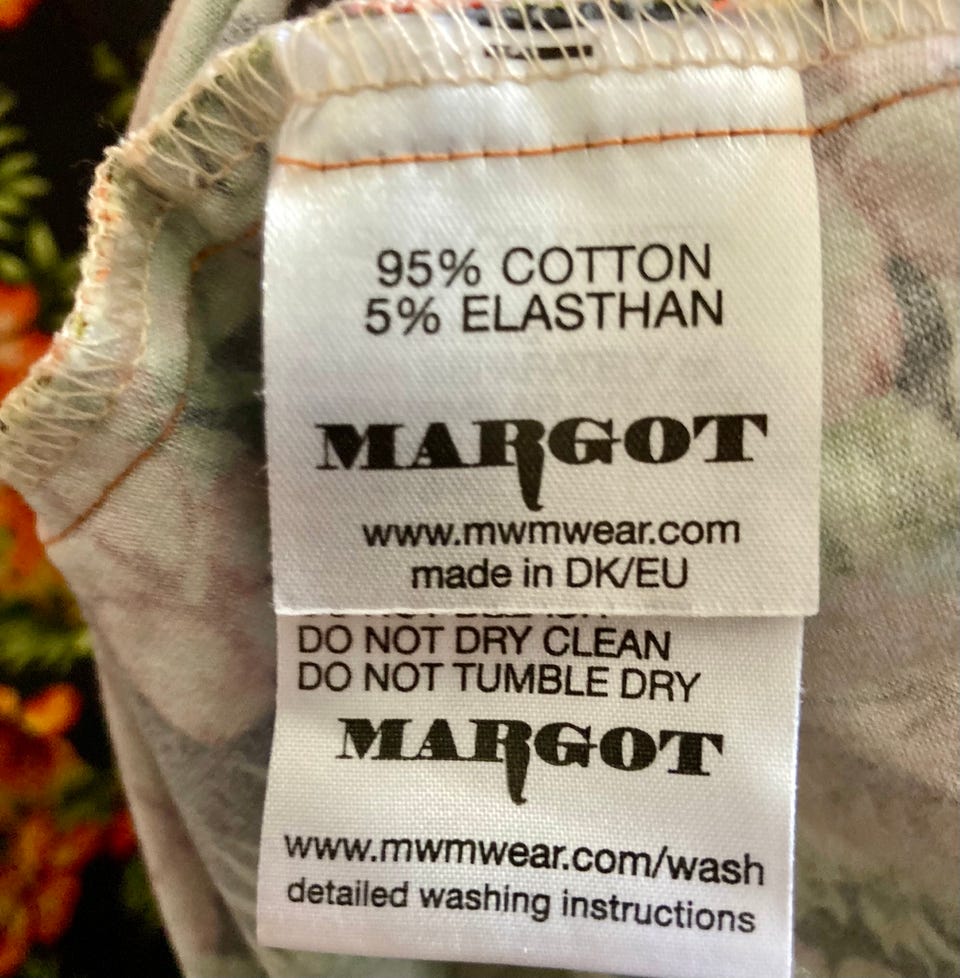 95% COTTON
5% ELASTHAN
MARGOT
www.mwmwear.com
made in DK/EU
DO NOT DRY CLEAN
DO NOT TUMBLE DRY
MARGOT
www.mwmwear.com/wash
detailed washing instructions